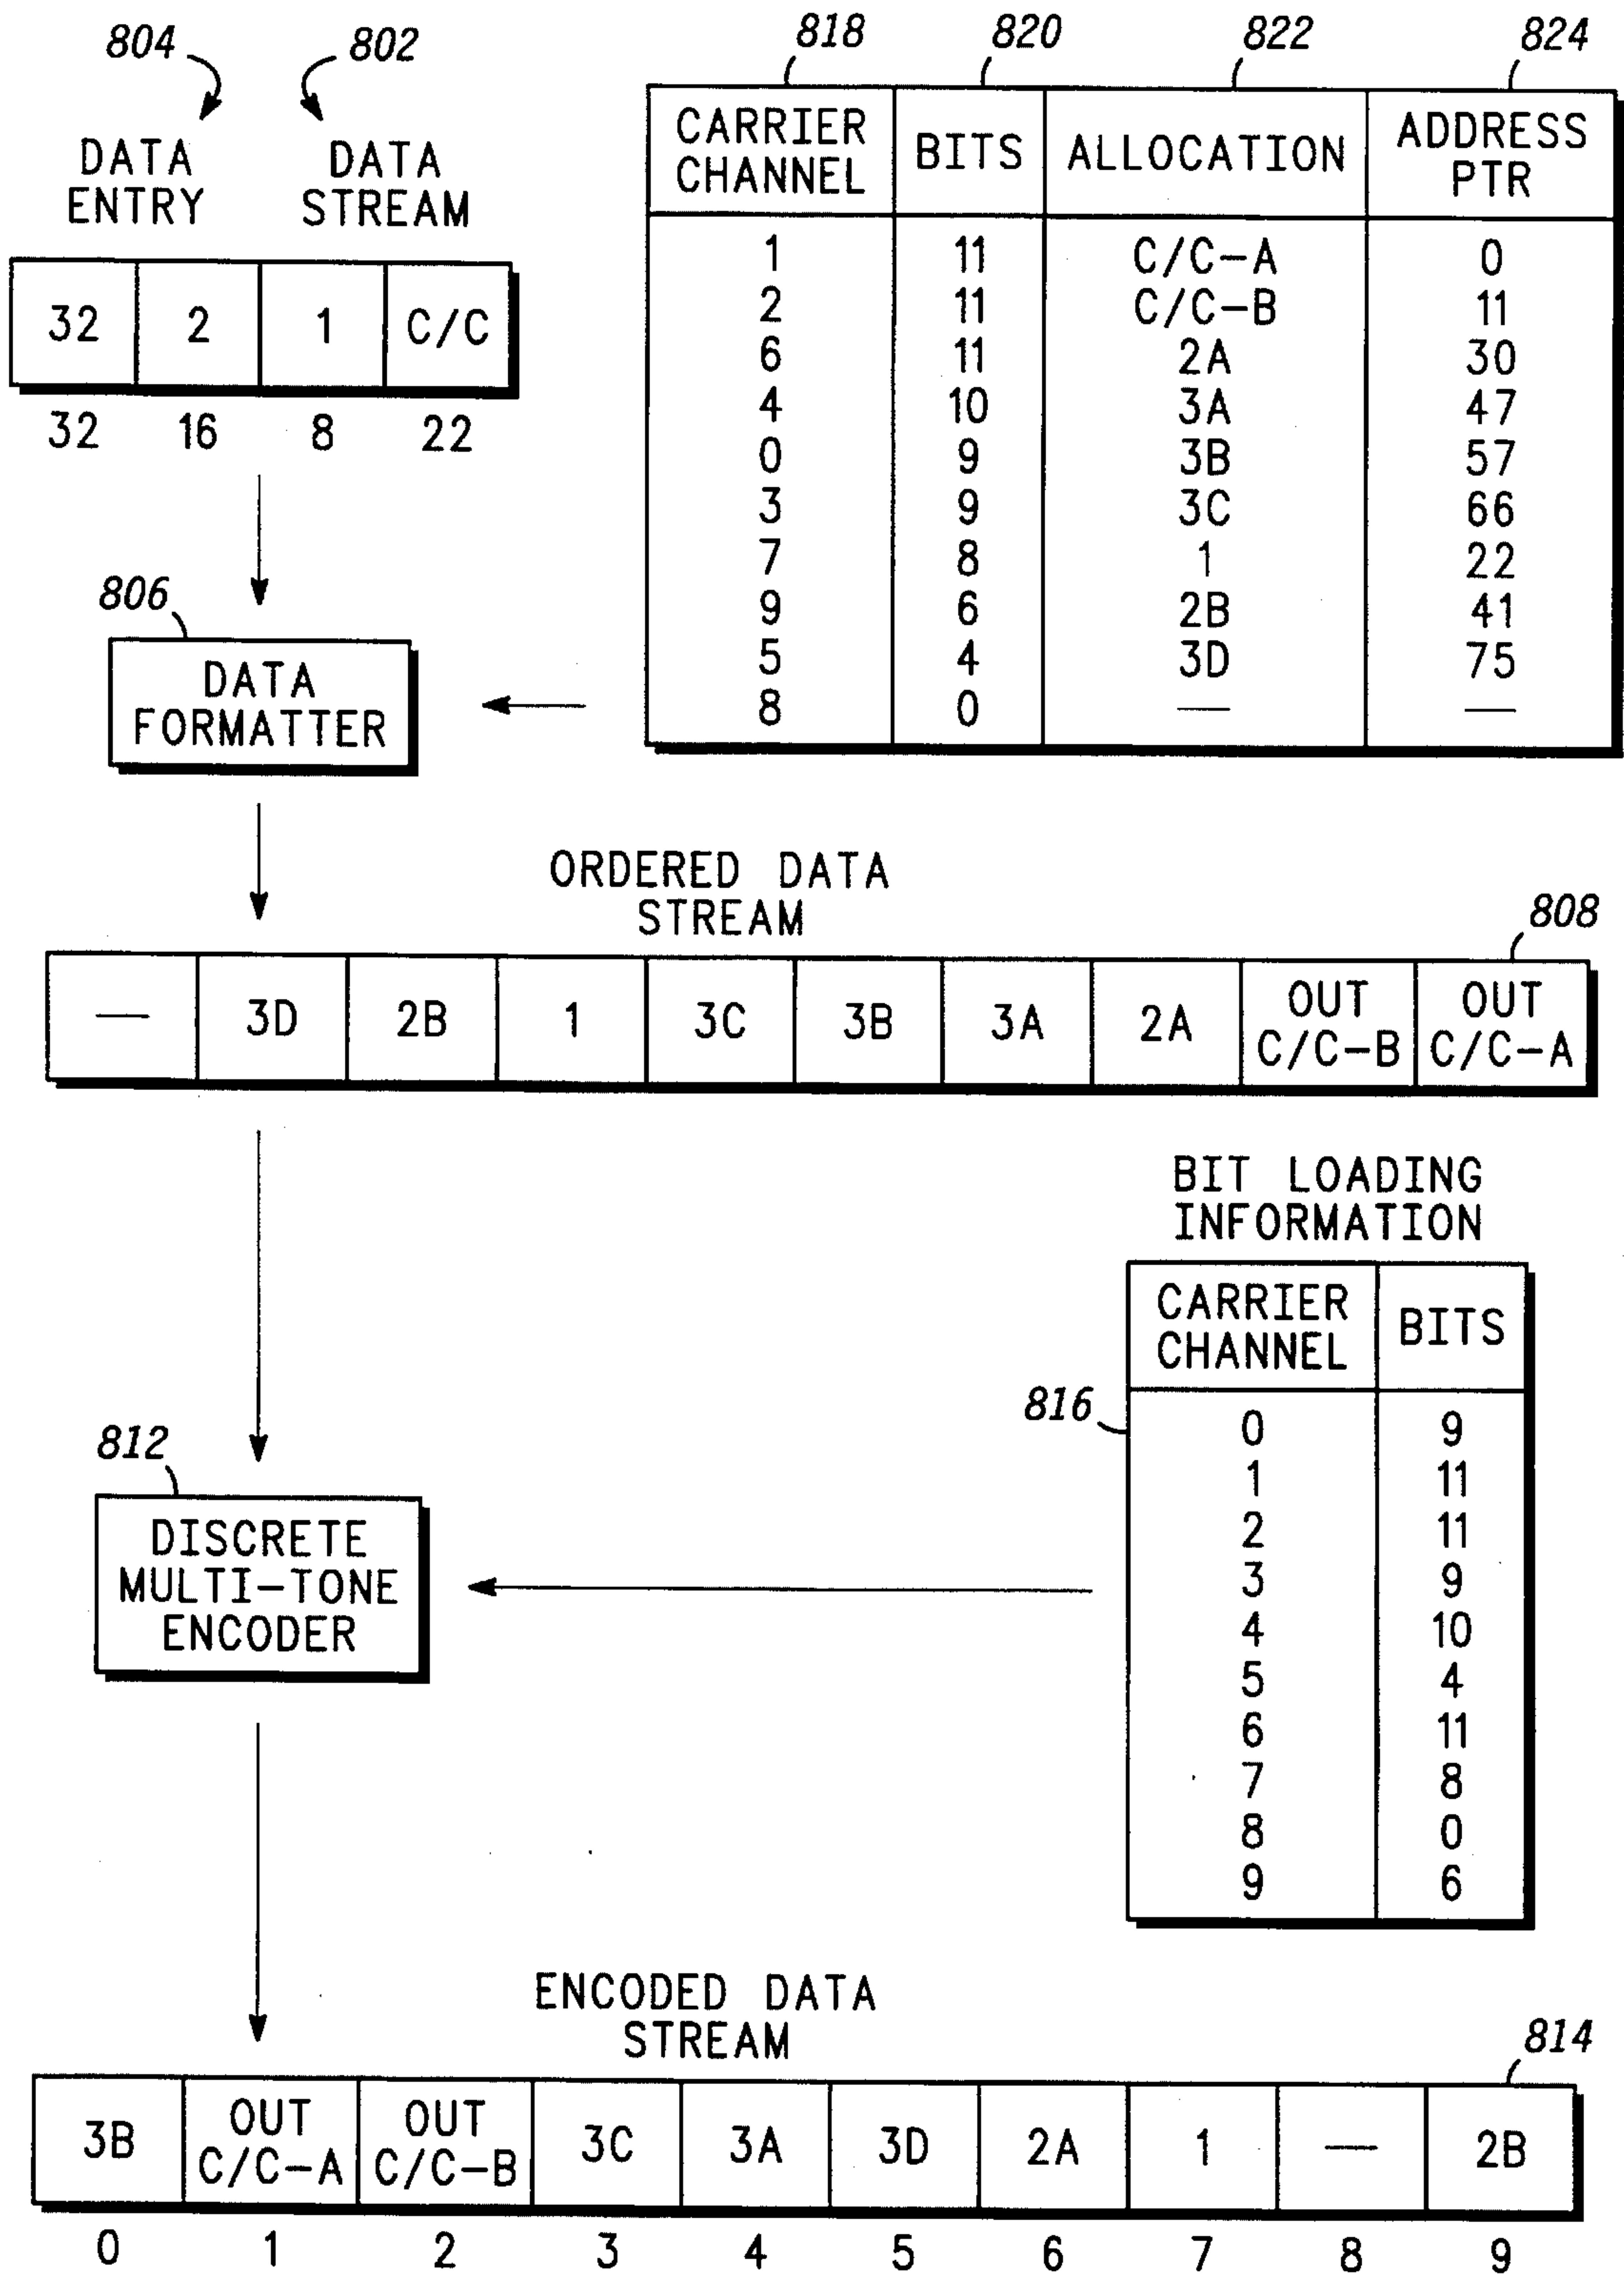 804 802
DATA ENTRY
DATA STREAM
32 2 1 C/C
32 16 8 22
818 820 822 824
CARRIER CHANNEL BITS ALLOCATION ADDRESS PTR
1 11 C/C-A 0
2 11 C/C-B 11
6 11 2A 30
4 10 3A 47
0 9 3B 57
3 9 3C 66
7 8 1 22
9 6 2B 41
5 4 3D 75
8 0 — —
806
DATA
FORMATTER
ORDERED DATA
STREAM
808
— 3D 2B 1 3C 3B 3A 2A OUT C/C-B OUT C/C-A
BIT LOADING
INFORMATION
CARRIER CHANNEL BITS
816
0 9
1 11
2 11
3 9
4 10
5 4
6 11
7 8
8 0
9 6
812
DISCRETE
MULTI-TONE
ENCODER
ENCODED DATA
STREAM
814
3B OUT C/C-A OUT C/C-B 3C 3A 3D 2A 1 — 2B
0 1 2 3 4 5 6 7 8 9